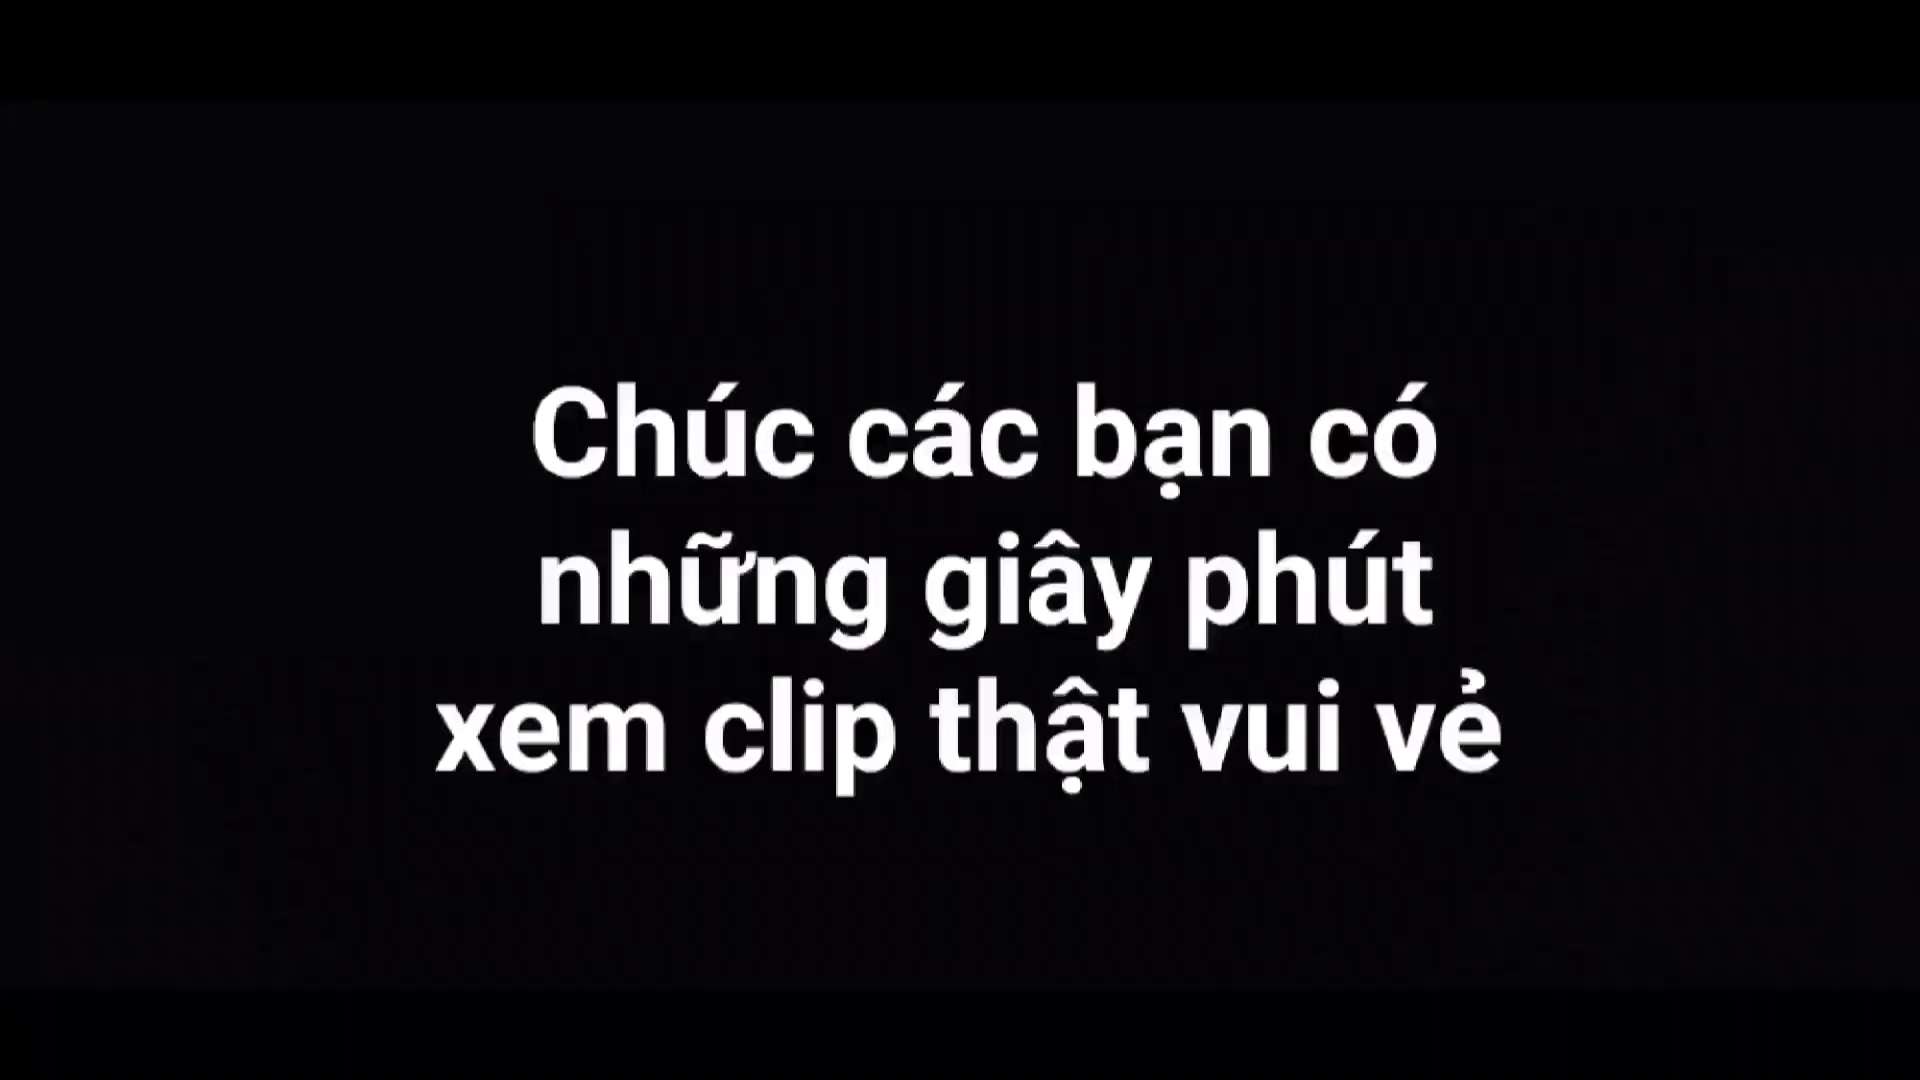 Chúc các bạn có
những giây phút
xem clip thật vui vẻ